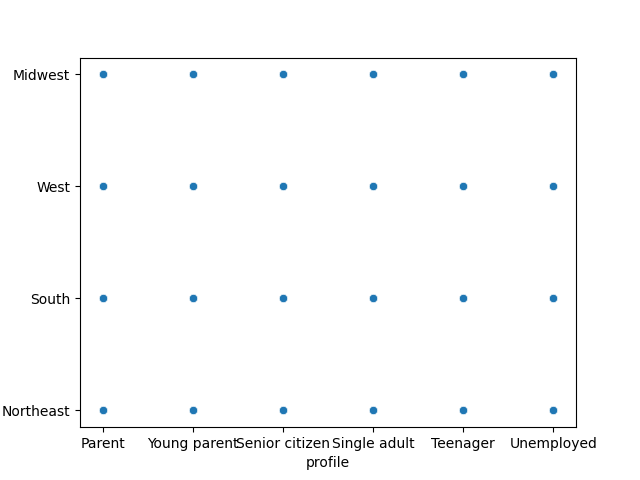 Midwest
West
South
Northeast
Parent Young parent Senior citizen Single adult Teenager Unemployed
profile